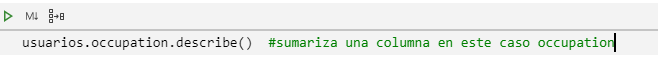 M↓
usuarios.occupation.describe()  #sumariza una columna en este caso occupation